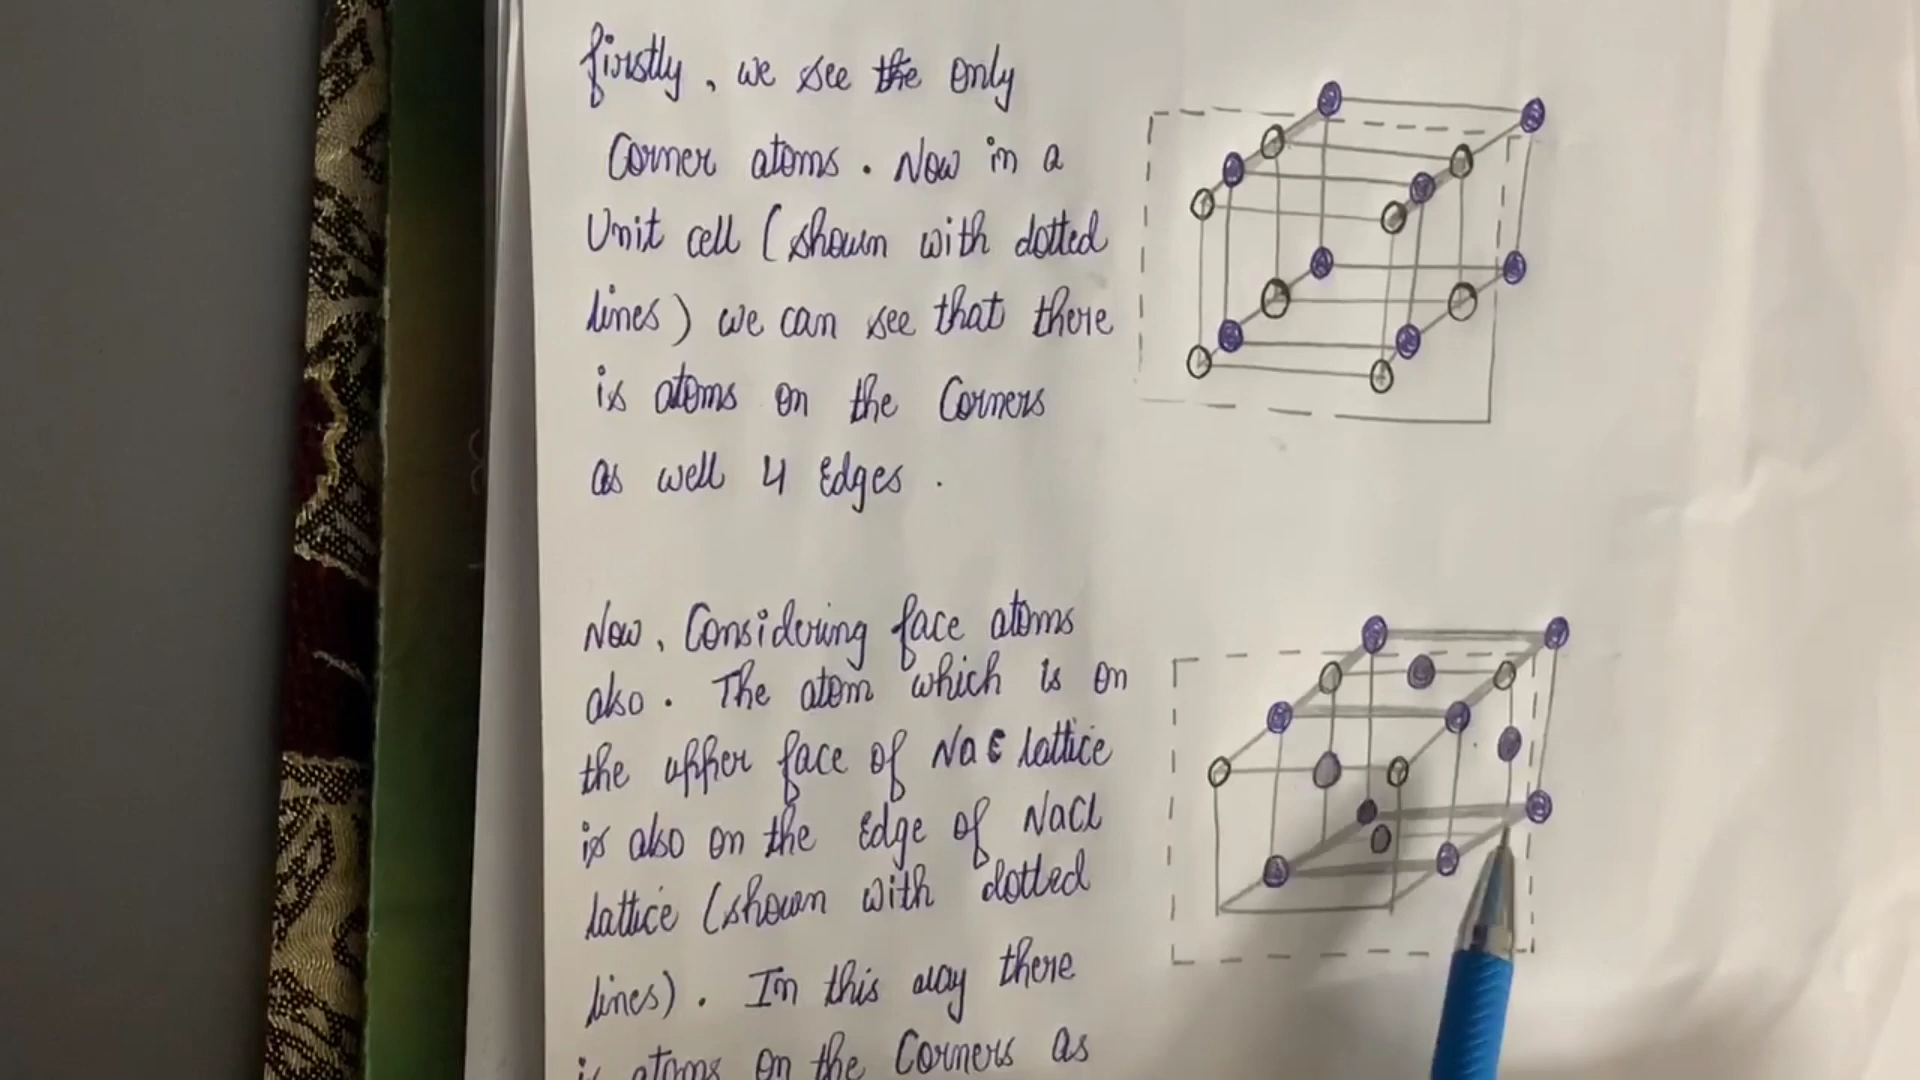 firstly, we see the only
Corner atoms. Now in a
Unit cell (shown with dotted
lines) we can see that there
is atoms on the Corners
as well 4 Edges.
Now, Considering face atoms
also. The atom which is on
the upper face of Na lattice
is also on the Edge of NaCl
lattice (shown with dotted
lines). In this way there
is atoms on the Corners as